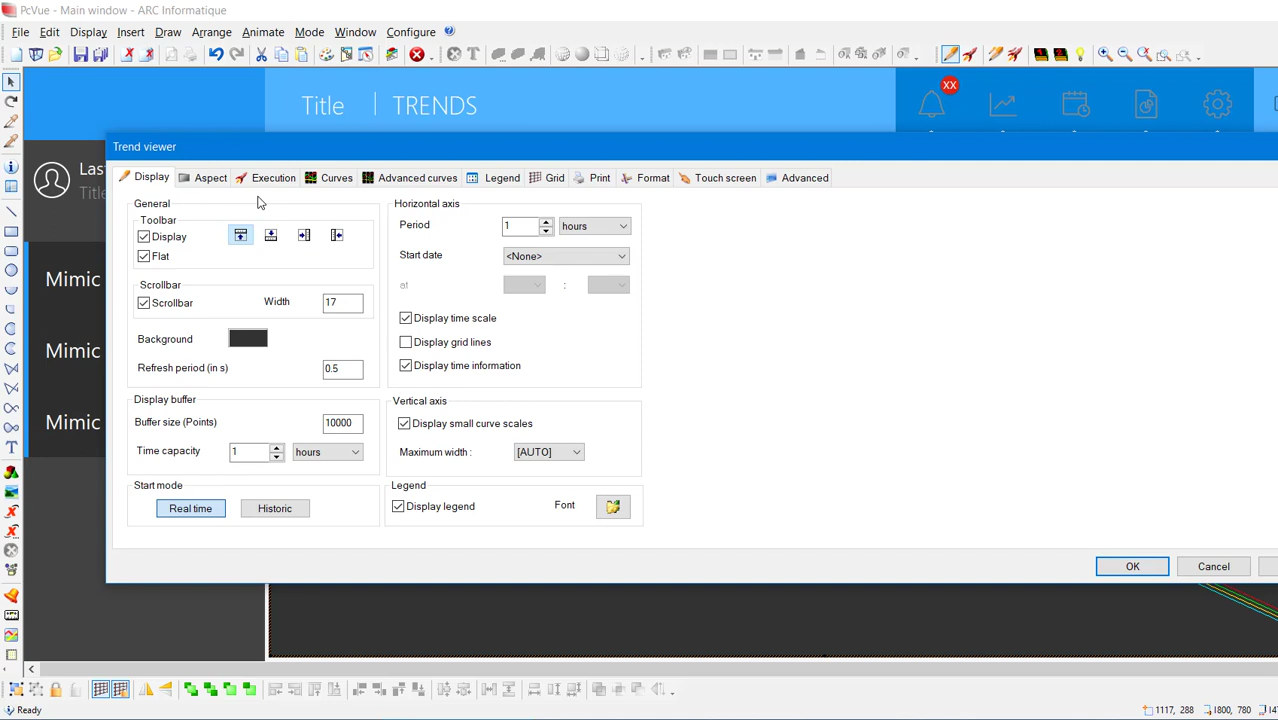 PcVue - Main window - ARC Informatique
File Edit Display Insert Draw Arrange Animate Mode Window Configure
Title TRENDS
XX
Trend viewer
Display Aspect Execution Curves Advanced curves Legend Grid Print Format Touch screen Advanced
General
Toolbar
Display
Flat
Scrollbar
Scrollbar Width 17
Background
Refresh period (in s) 0.5
Display buffer
Buffer size (Points) 10000
Time capacity 1 hours
Start mode
Real time Historic
Horizontal axis
Period 1 hours
Start date <None>
at :
Display time scale
Display grid lines
Display time information
Vertical axis
Display small curve scales
Maximum width : [AUTO]
Legend
Display legend Font
OK Cancel
Las
Title
Mimic
Mimic
Mimic
Ready
1117, 288 1800, 780